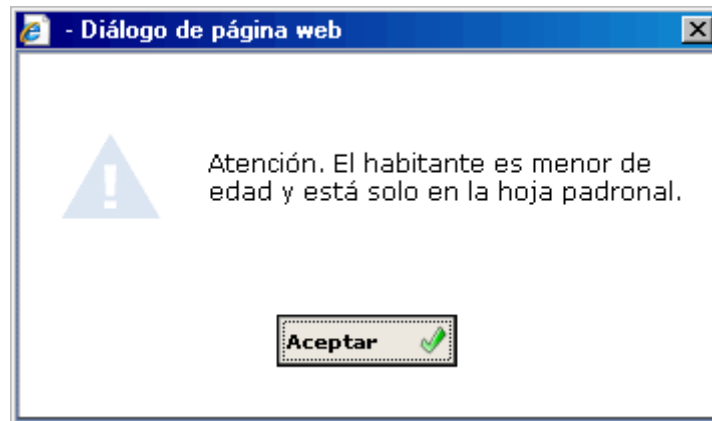 - Diálogo de página web
Atención. El habitante es menor de
edad y está solo en la hoja padronal.
Aceptar